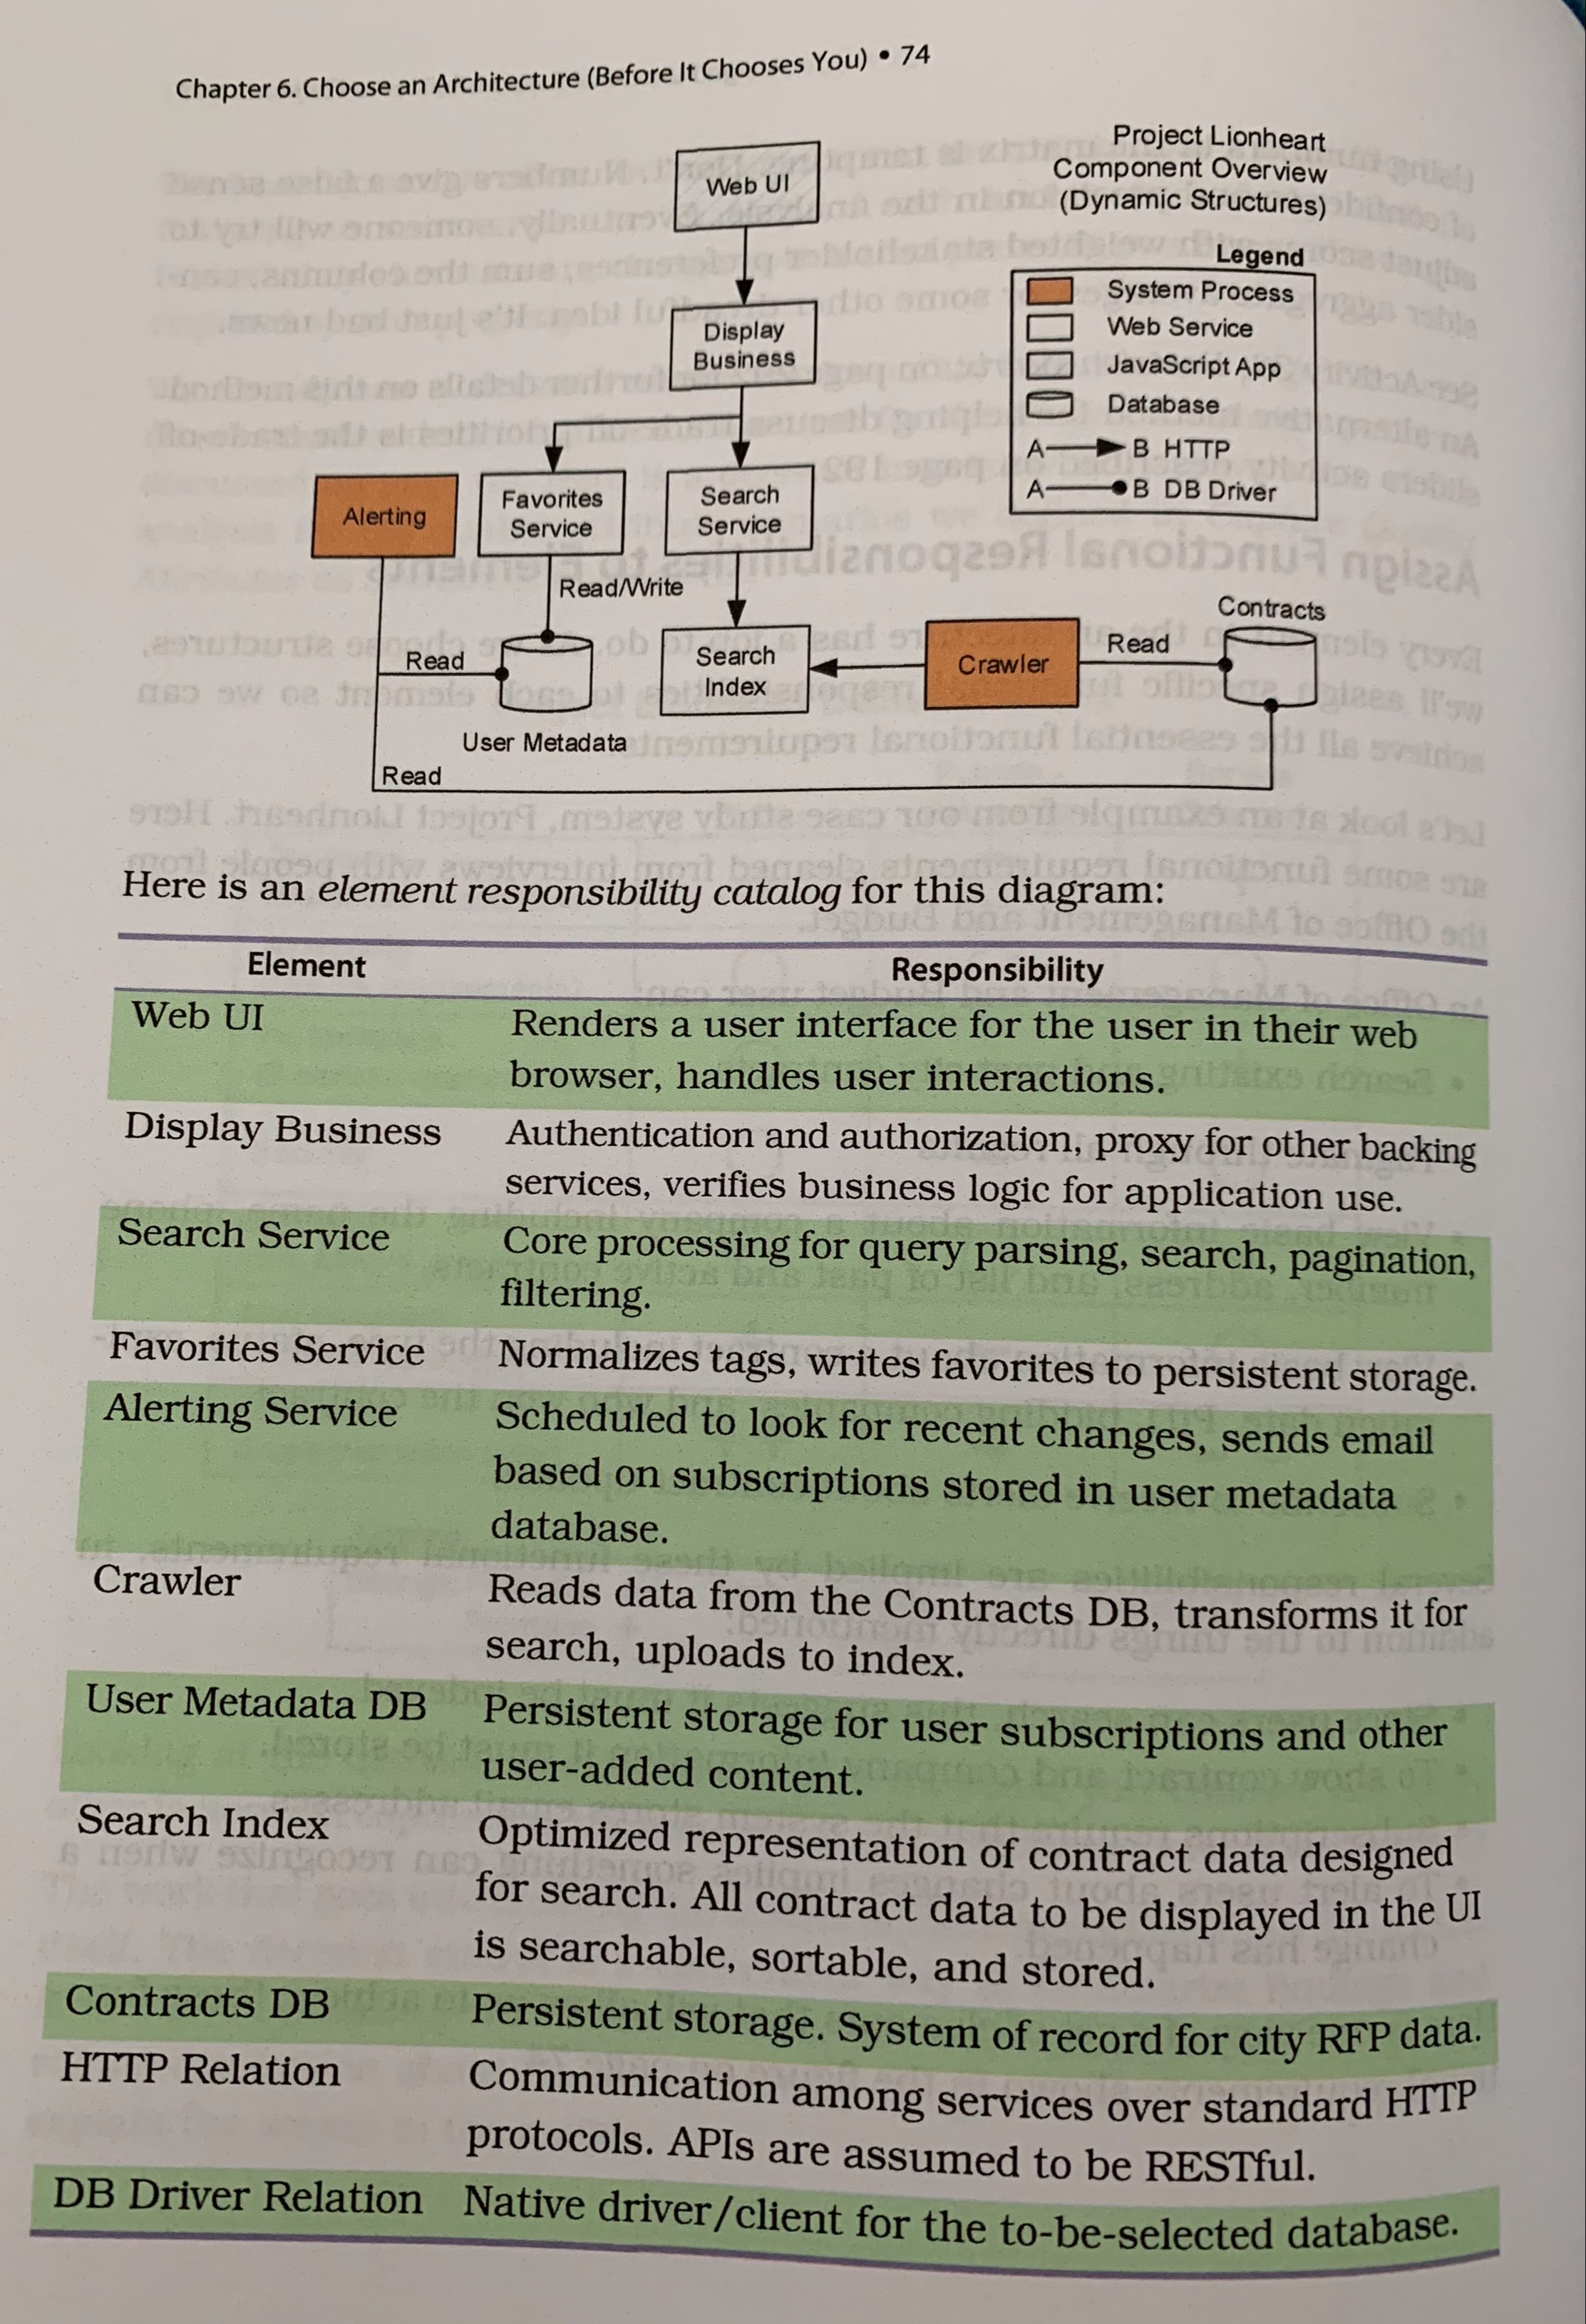 Chapter 6. Choose an Architecture (Before It Chooses You) • 74
Project Lionheart
Component Overview
(Dynamic Structures)
Legend
System Process
Web Service
JavaScript App
Database
A B HTTP
A B DB Driver
Web UI
Display
Business
Alerting
Favorites
Service
Search
Service
Read/Write
Read
User Metadata
Search
Index
Crawler
Read
Contracts
Read
Here is an element responsibility catalog for this diagram:
Element Responsibility
Web UI Renders a user interface for the user in their web
browser, handles user interactions.
Display Business Authentication and authorization, proxy for other backing
services, verifies business logic for application use.
Search Service Core processing for query parsing, search, pagination,
filtering.
Favorites Service Normalizes tags, writes favorites to persistent storage.
Alerting Service Scheduled to look for recent changes, sends email
based on subscriptions stored in user metadata
database.
Crawler Reads data from the Contracts DB, transforms it for
search, uploads to index.
User Metadata DB Persistent storage for user subscriptions and other
user-added content.
Search Index Optimized representation of contract data designed
for search. All contract data to be displayed in the UI
is searchable, sortable, and stored.
Contracts DB Persistent storage. System of record for city RFP data.
HTTP Relation Communication among services over standard HTTP
protocols. APIs are assumed to be RESTful.
DB Driver Relation Native driver/client for the to-be-selected database.